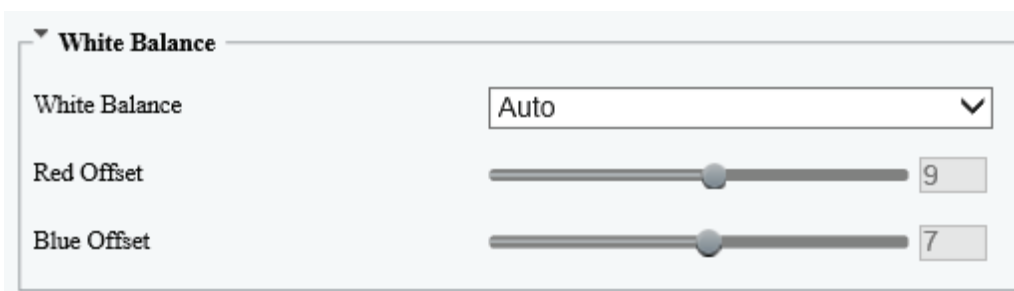 White Balance
White Balance Auto
Red Offset 9
Blue Offset 7